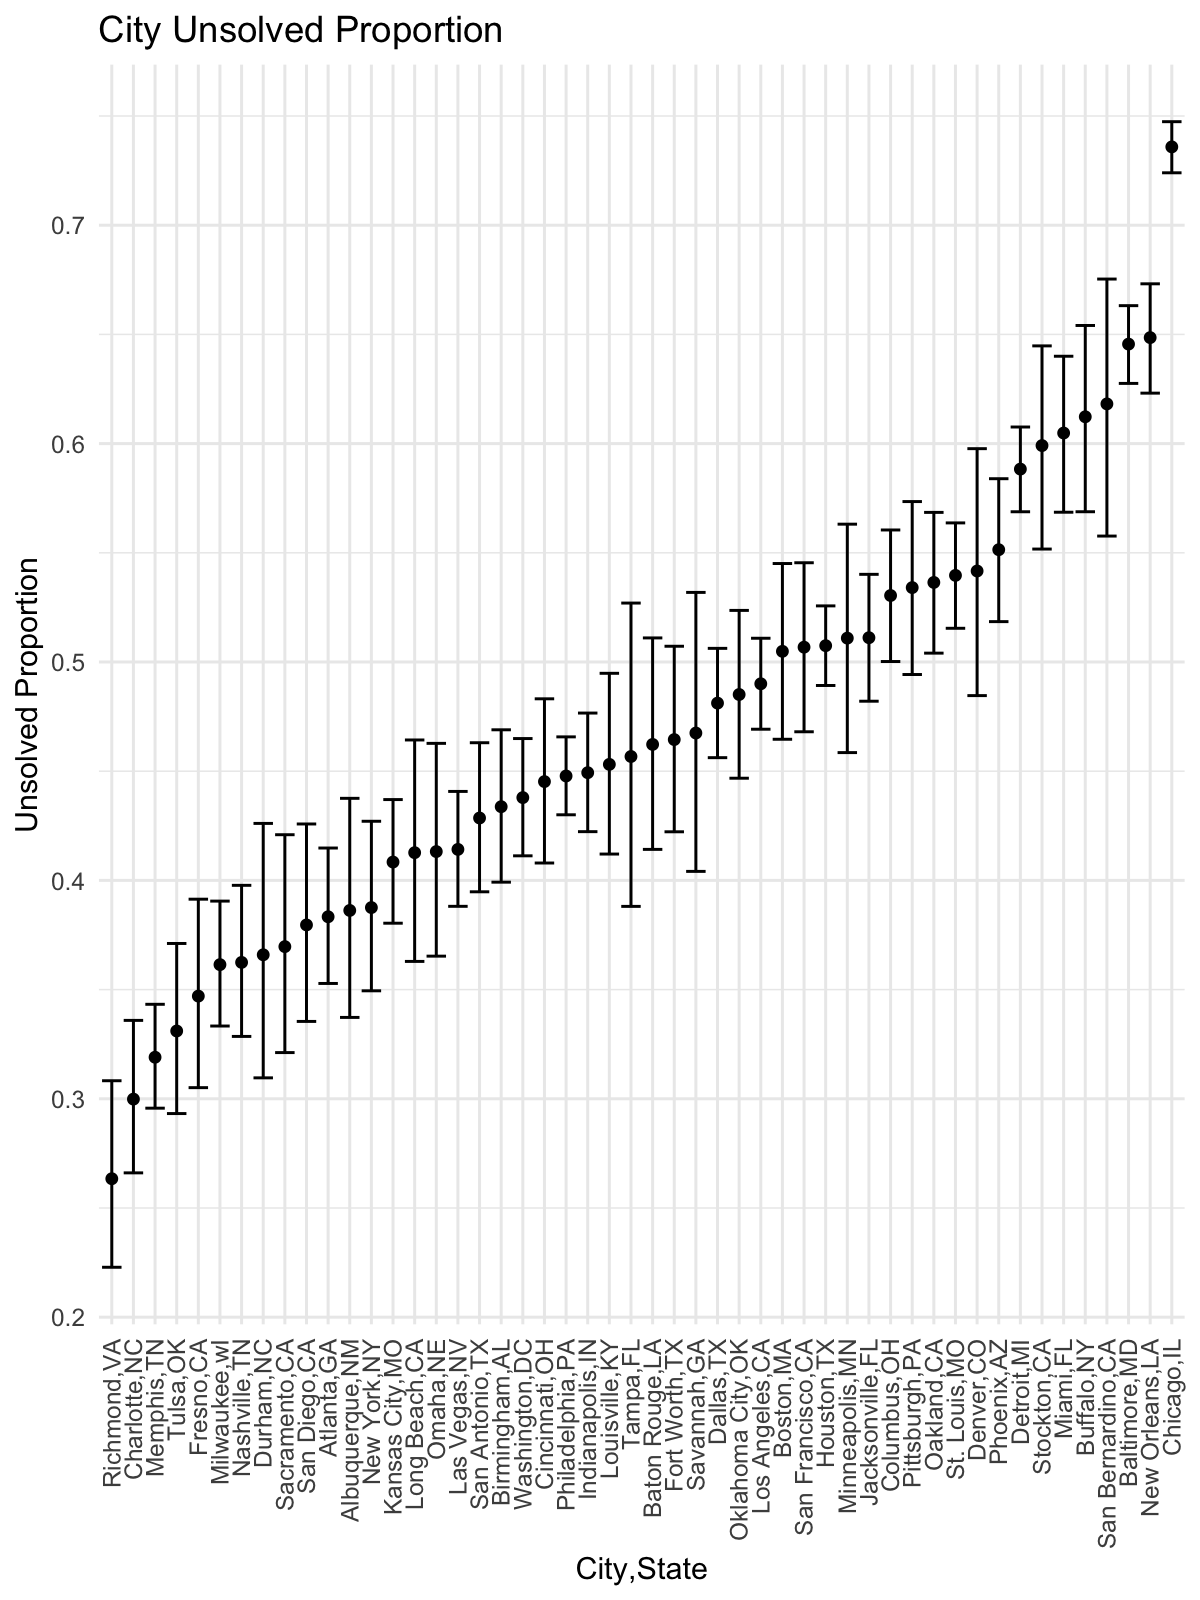 City Unsolved Proportion
Unsolved Proportion
0.7
0.6
0.5
0.4
0.3
0.2
Richmond,VA
Charlotte,NC
Memphis,TN
Tulsa,OK
Fresno,CA
Milwaukee,wI
Nashville,TN
Durham,NC
Sacramento,CA
San Diego,CA
Atlanta,GA
Albuquerque,NM
New York,NY
Kansas City,MO
Long Beach,CA
Omaha,NE
Las Vegas,NV
San Antonio,TX
Birmingham,AL
Washington,DC
Cincinnati,OH
Philadelphia,PA
Indianapolis,IN
Louisville,KY
Tampa,FL
Baton Rouge,LA
Fort Worth,TX
Savannah,GA
Dallas,TX
Oklahoma City,OK
Los Angeles,CA
Boston,MA
San Francisco,CA
Houston,TX
Minneapolis,MN
Jacksonville,FL
Columbus,OH
Pittsburgh,PA
Oakland,CA
St. Louis,MO
Denver,CO
Phoenix,AZ
Detroit,MI
Stockton,CA
Miami,FL
Buffalo,NY
San Bernardino,CA
Baltimore,MD
New Orleans,LA
Chicago,IL
City,State